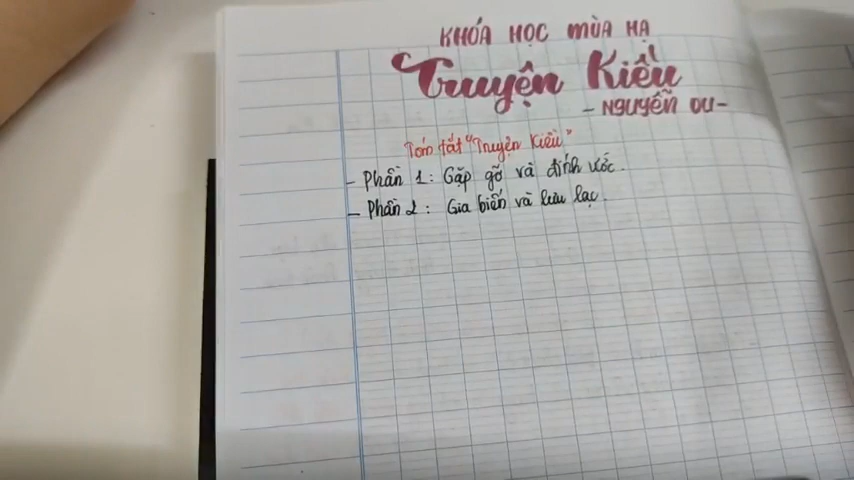 KHÓA HỌC MÙA HẠ
Truyện Kiều
- NGUYỄN DU -
Tóm tắt "Truyện Kiều"
- Phần 1: Gặp gỡ và đính ước.
- Phần 2: Gia biến và lưu lạc.